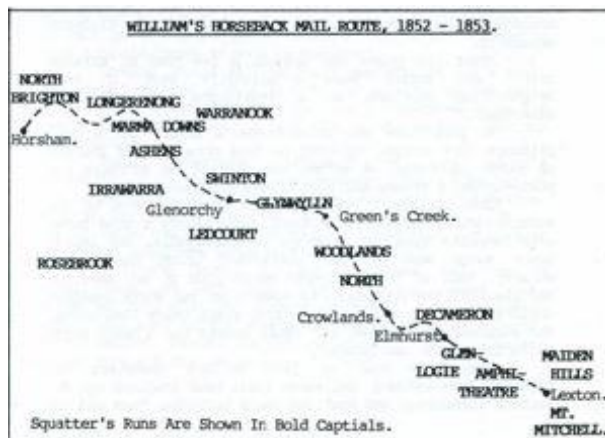 WILLIAM'S HORSEBACK MAIL ROUTE, 1852 - 1853.
NORTH
BRIGHTON
LONGERENONG
WARRANOOK
Horsham.
MARMA DOWNS
ASHENS
IRRAWARRA
SWINTON
Glenorchy
GLYNWYLLN
Green's Creek.
LEDCOURT
WOODLANDS
ROSEBROOK
NORTH
Crowlands.
DECAMERON
Elmhurst
GLEN-
LOGIE
AMPHI-
THEATRE
MAIDEN
HILLS
Lexton.
MT.
MITCHELL.
Squatter's Runs Are Shown In Bold Captials.